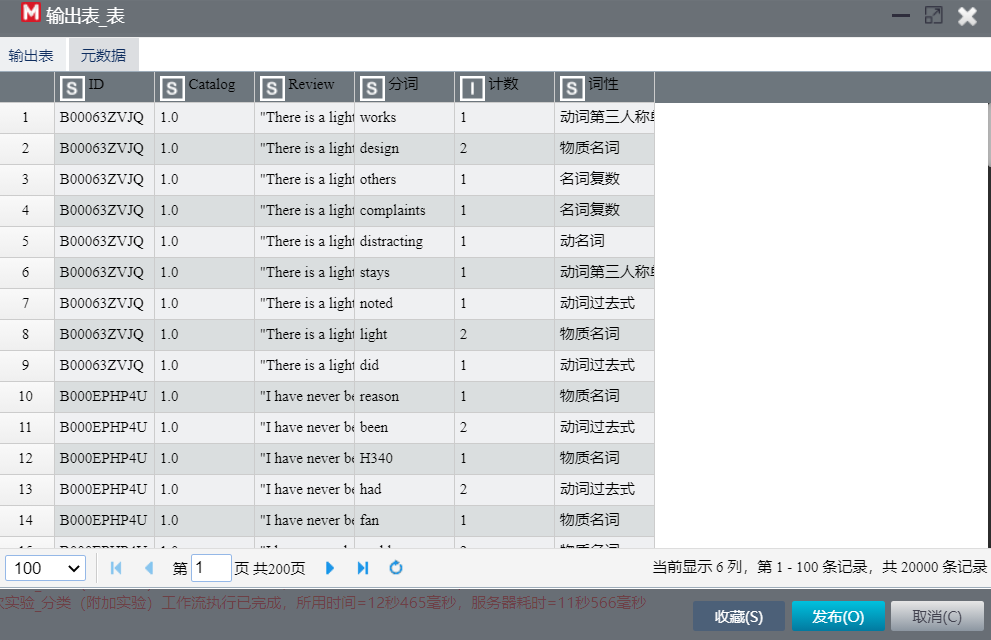 M 输出表_表
输出表 元数据
S ID S Catalog S Review S 分词 I 计数 S 词性
1 B00063ZVJQ 1.0 "There is a light works 1 动词第三人称单
2 B00063ZVJQ 1.0 "There is a light design 2 物质名词
3 B00063ZVJQ 1.0 "There is a light others 1 名词复数
4 B00063ZVJQ 1.0 "There is a light complaints 1 名词复数
5 B00063ZVJQ 1.0 "There is a light distracting 1 动名词
6 B00063ZVJQ 1.0 "There is a light stays 1 动词第三人称单
7 B00063ZVJQ 1.0 "There is a light noted 1 动词过去式
8 B00063ZVJQ 1.0 "There is a light light 2 物质名词
9 B00063ZVJQ 1.0 "There is a light did 1 动词过去式
10 B000EPHP4U 1.0 "I have never be reason 1 物质名词
11 B000EPHP4U 1.0 "I have never be been 2 动词过去式
12 B000EPHP4U 1.0 "I have never be H340 1 物质名词
13 B000EPHP4U 1.0 "I have never be had 2 动词过去式
14 B000EPHP4U 1.0 "I have never be fan 1 物质名词
100 第 1 页 共200页 当前显示 6 列，第 1 - 100 条记录，共 20000 条记录
实验_分类（附加实验）工作流执行已完成，所用时间=12秒465毫秒，服务器耗时=11秒566毫秒
收藏(S) 发布(O) 取消(C)